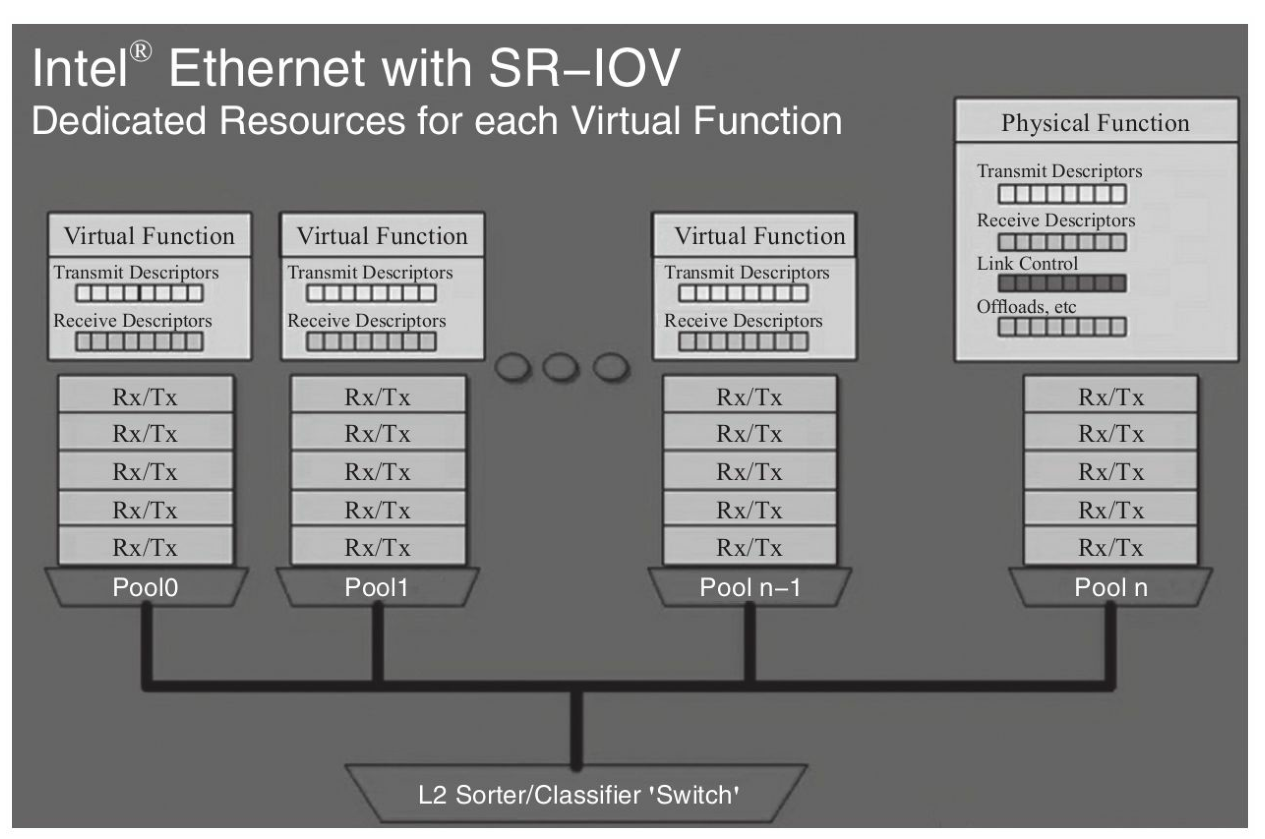 Intel® Ethernet with SR–IOV
Dedicated Resources for each Virtual Function
Virtual Function
Transmit Descriptors
Receive Descriptors
Rx/Tx
Rx/Tx
Rx/Tx
Rx/Tx
Rx/Tx
Pool0
Virtual Function
Transmit Descriptors
Receive Descriptors
Rx/Tx
Rx/Tx
Rx/Tx
Rx/Tx
Rx/Tx
Pool1
Virtual Function
Transmit Descriptors
Receive Descriptors
Rx/Tx
Rx/Tx
Rx/Tx
Rx/Tx
Rx/Tx
Pool n–1
Physical Function
Transmit Descriptors
Receive Descriptors
Link Control
Offloads, etc
Rx/Tx
Rx/Tx
Rx/Tx
Rx/Tx
Rx/Tx
Pool n
L2 Sorter/Classifier 'Switch'